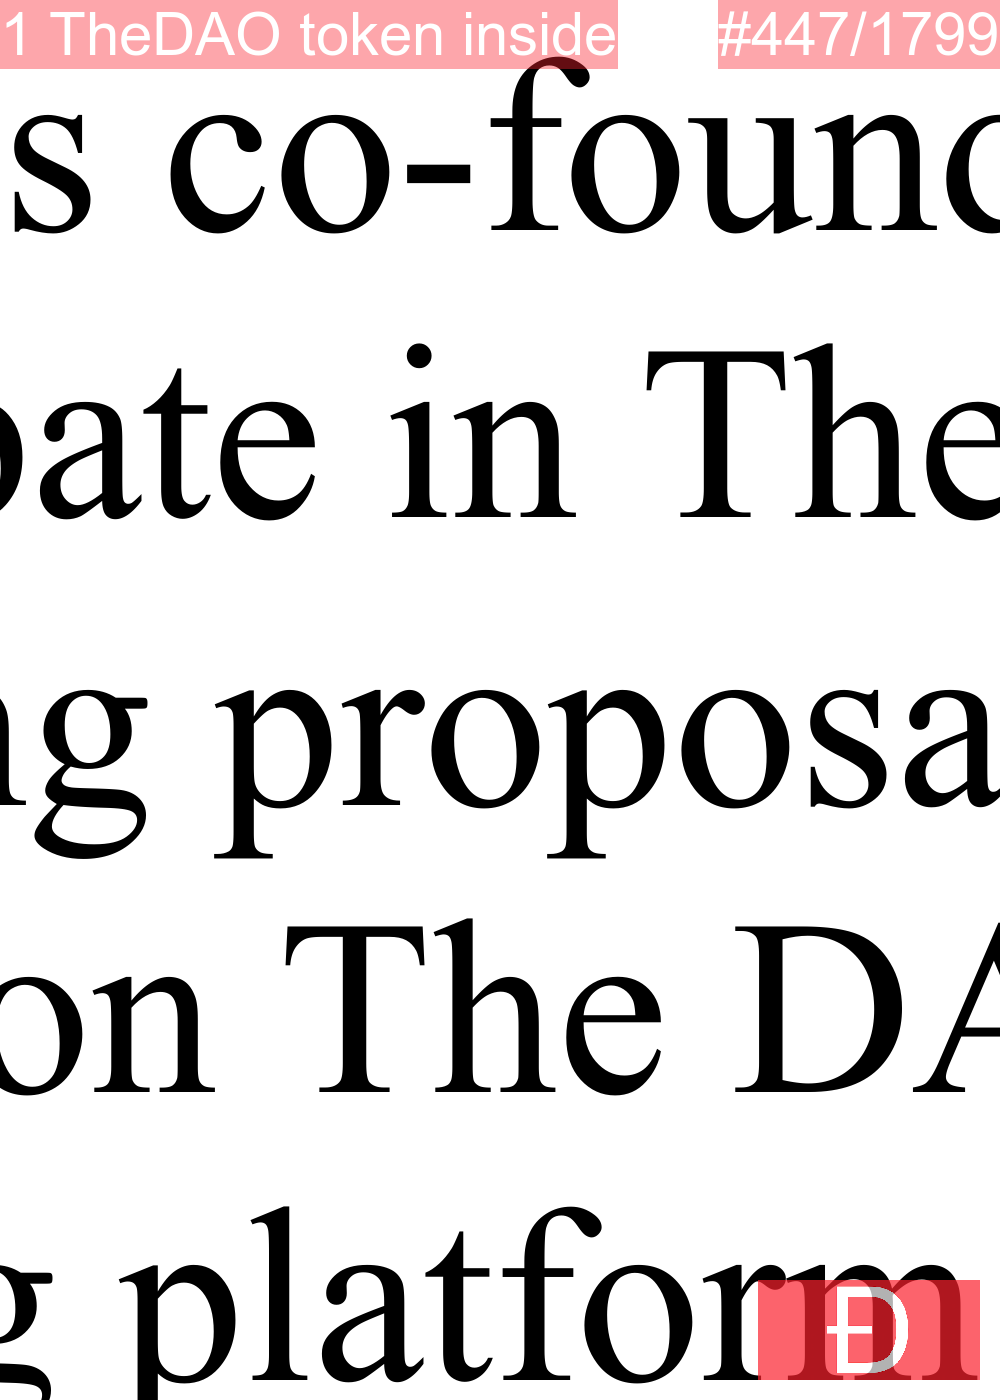 1 TheDAO token inside #447/1799
s co-found
pate in The
ng proposa
on The DA
g platform
Đ